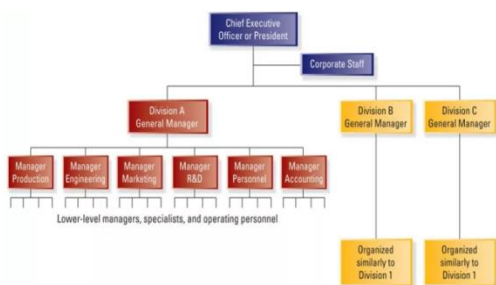 Chief Executive
Officer or President
Corporate Staff
Division A
General Manager
Division B
General Manager
Division C
General Manager
Manager
Production
Manager
Engineering
Manager
Marketing
Manager
R&D
Manager
Personnel
Manager
Accounting
Lower-level managers, specialists, and operating personnel
Organized
similarly to
Division 1
Organized
similarly to
Division 1